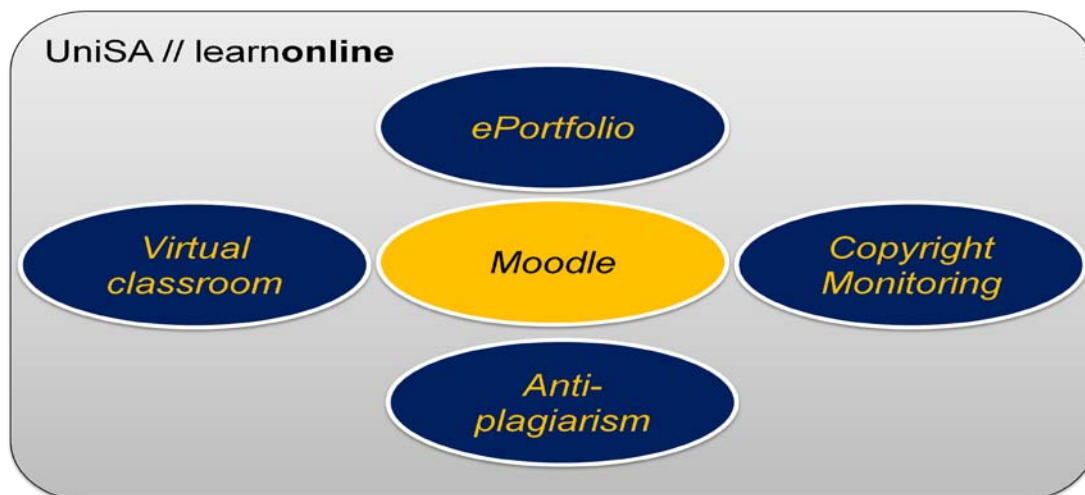 UniSA // learnonline
ePortfolio
Virtual
classroom
Moodle
Copyright
Monitoring
Anti-
plagiarism